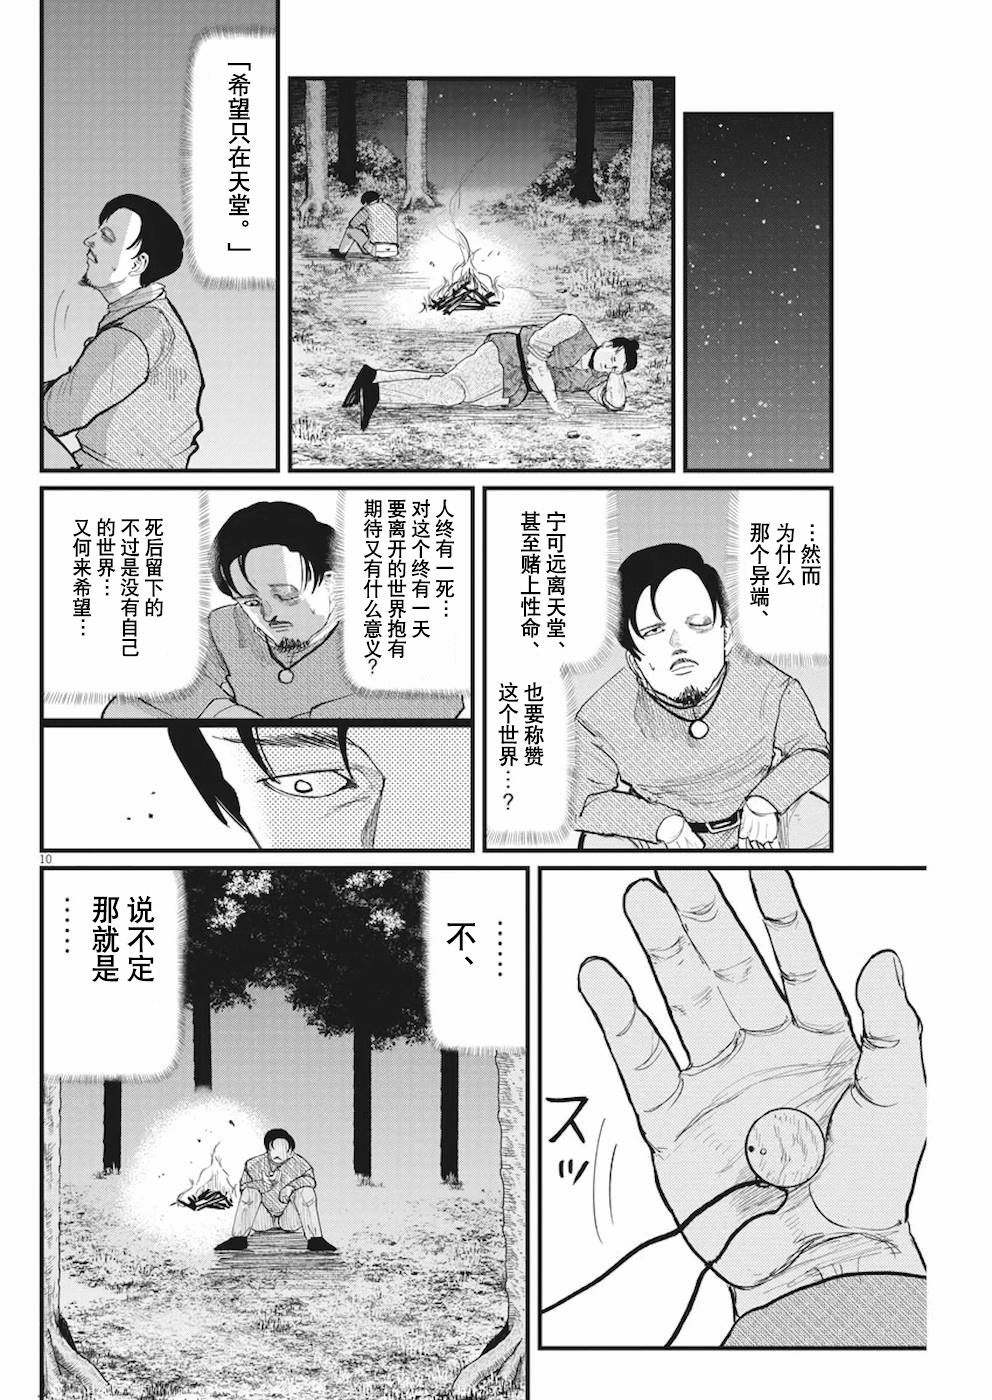 「希望只在天堂。」
…然而
为什么
那个异端、
宁可远离天堂、
甚至赌上性命、
也要称赞
这个世界…?
人终有一死…
对这个终有一天
要离开的世界抱有
期待又有什么意义?
死后留下的
不过是没有自己
的世界…
又何来希望…
10
スッ
……
不、
说不定
那就是
……